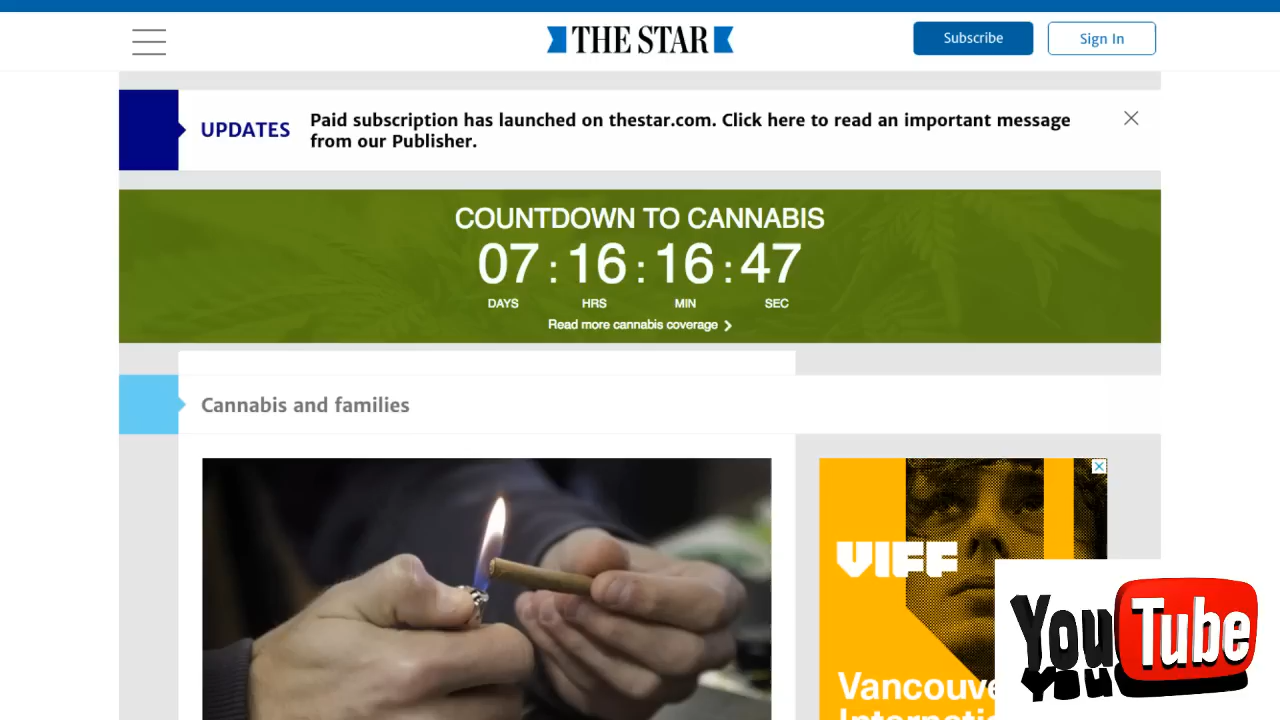 THE STAR
Subscribe
Sign In
UPDATES
Paid subscription has launched on thestar.com. Click here to read an important message
from our Publisher.
COUNTDOWN TO CANNABIS
07 : 16 : 16 : 47
DAYS HRS MIN SEC
Read more cannabis coverage
Cannabis and families
VIFF
YouTube
You